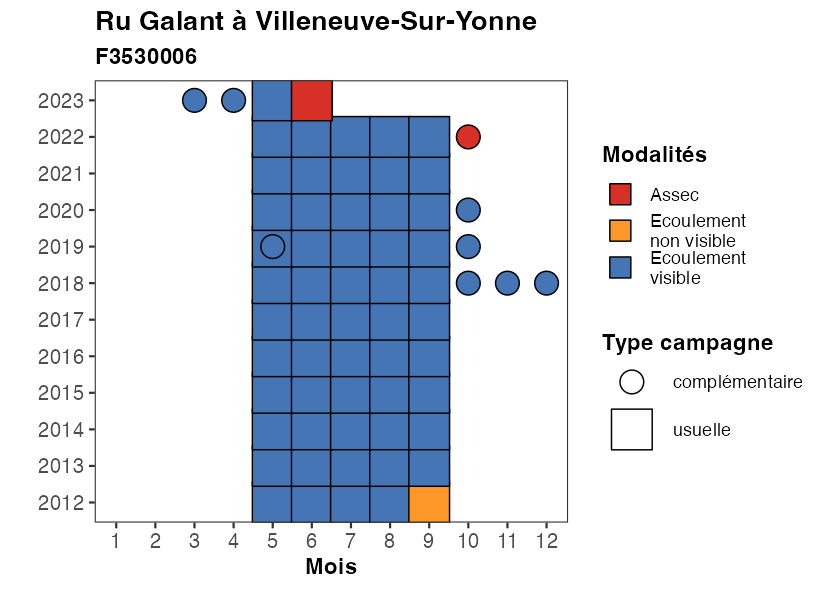 Ru Galant à Villeneuve-Sur-Yonne
F3530006
2023
2022
2021
2020
2019
2018
2017
2016
2015
2014
2013
2012
1 2 3 4 5 6 7 8 9 10 11 12
Mois
Modalités
Assec
Ecoulement
non visible
Ecoulement
visible
Type campagne
complémentaire
usuelle